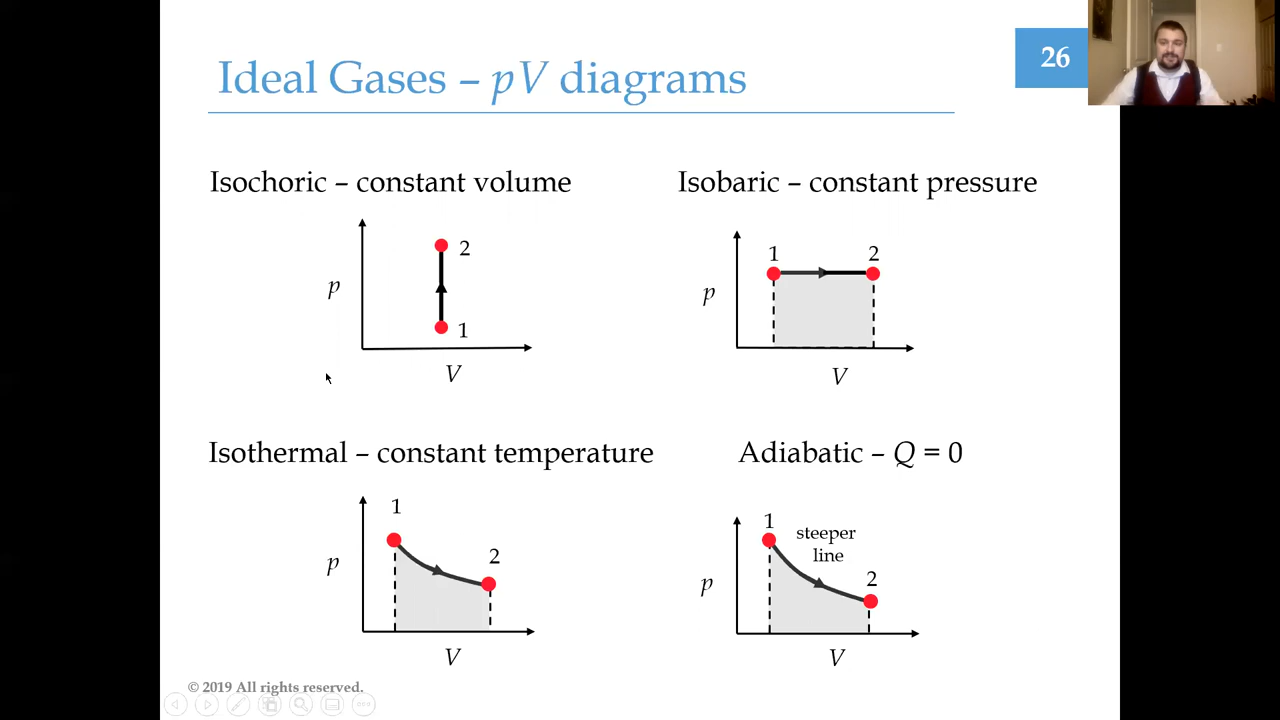 Ideal Gases – pV diagrams
26
Isochoric – constant volume
2
p
1
V
Isobaric – constant pressure
1 2
p
V
Isothermal – constant temperature
1
2
p
V
Adiabatic – Q = 0
1
steeper
line
2
p
V
© 2019 All rights reserved.